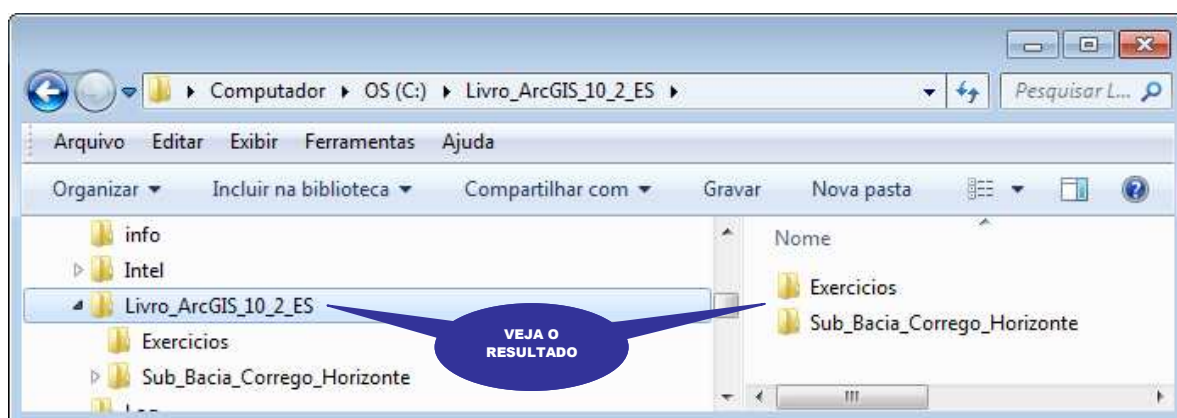 Computador OS (C:) Livro_ArcGIS_10_2_ES Pesquisar L...
Arquivo Editar Exibir Ferramentas Ajuda
Organizar Incluir na biblioteca Compartilhar com Gravar Nova pasta
info
Intel
Livro_ArcGIS_10_2_ES
Exercicios
Sub_Bacia_Corrego_Horizonte
VEJA O
RESULTADO
Nome
Exercicios
Sub_Bacia_Corrego_Horizonte